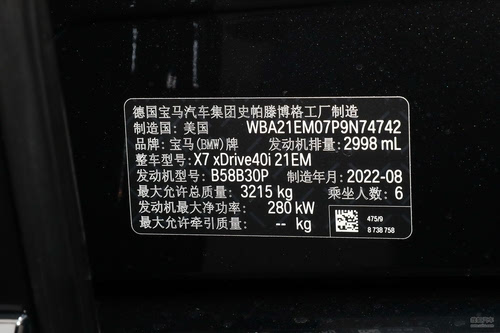 德国宝马汽车集团史帕滕博格工厂制造
制造国：美国 WBA21EM07P9N74742
品牌：宝马(BMW)牌 发动机排量：2998 mL
整车型号：X7 xDrive40i 21EM
发动机型号：B58B30P 制造年月：2022-08
最大允许总质量：3215 kg 乘坐人数：6
发动机最大净功率：280 kW
最大允许牵引质量：-- kg
475/9
8 738 758